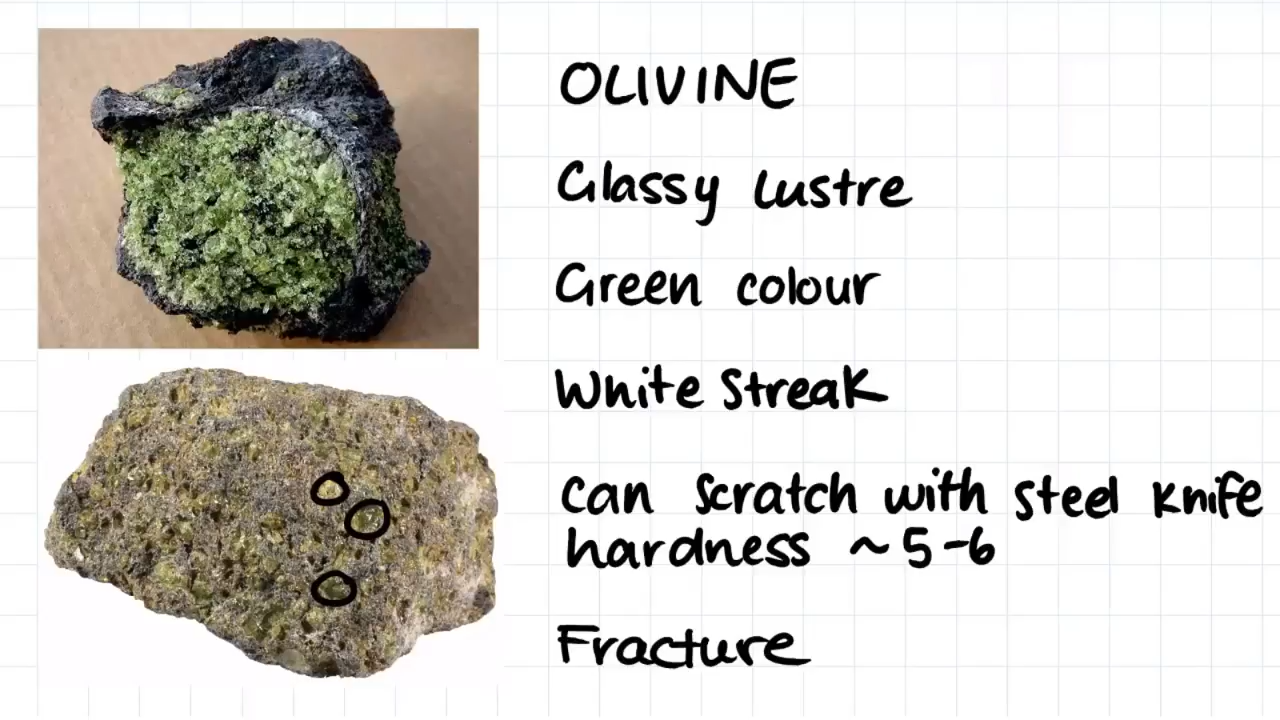 OLIVINE
Glassy lustre
Green colour
White Streak
Can scratch with steel knife
hardness ~5-6
Fracture